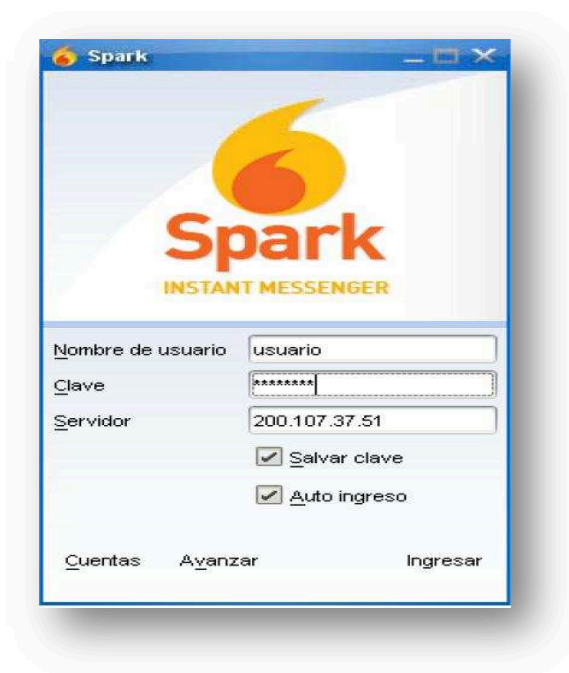 Spark
Spark
INSTANT MESSENGER
Nombre de usuario usuario
Clave ********
Servidor 200.107.37.51
Salvar clave
Auto ingreso
Cuentas Avanzar Ingresar